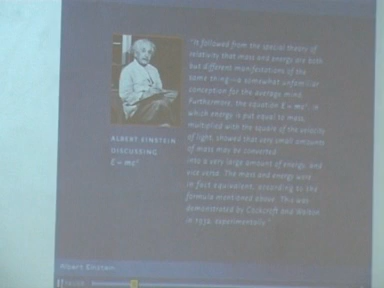 "It followed from the special theory of
relativity that mass and energy are both
but different manifestations of the
same thing—a somewhat unfamiliar
conception for the average mind.
Furthermore, the equation E = mc², in
which energy is put equal to mass,
multiplied with the square of the velocity
of light, showed that very small amounts
of mass may be converted
into a very large amount of energy, and
vice versa. The mass and energy were
in fact equivalent, according to the
formula mentioned above. This was
demonstrated by Cockcroft and Walton
in 1932, experimentally."
ALBERT EINSTEIN
DISCUSSING
E = mc²
Albert Einstein